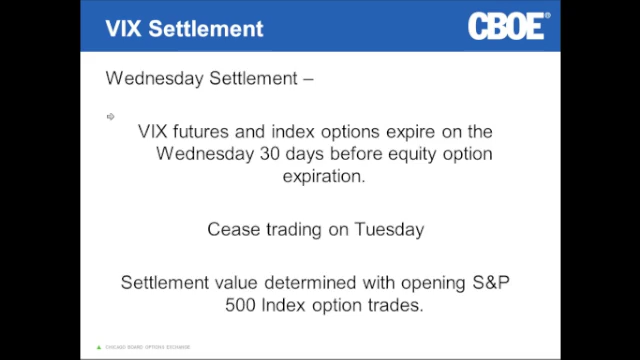 VIX Settlement
CBOE®
Wednesday Settlement –
VIX futures and index options expire on the
Wednesday 30 days before equity option
expiration.
Cease trading on Tuesday
Settlement value determined with opening S&P
500 Index option trades.
CHICAGO BOARD OPTIONS EXCHANGE